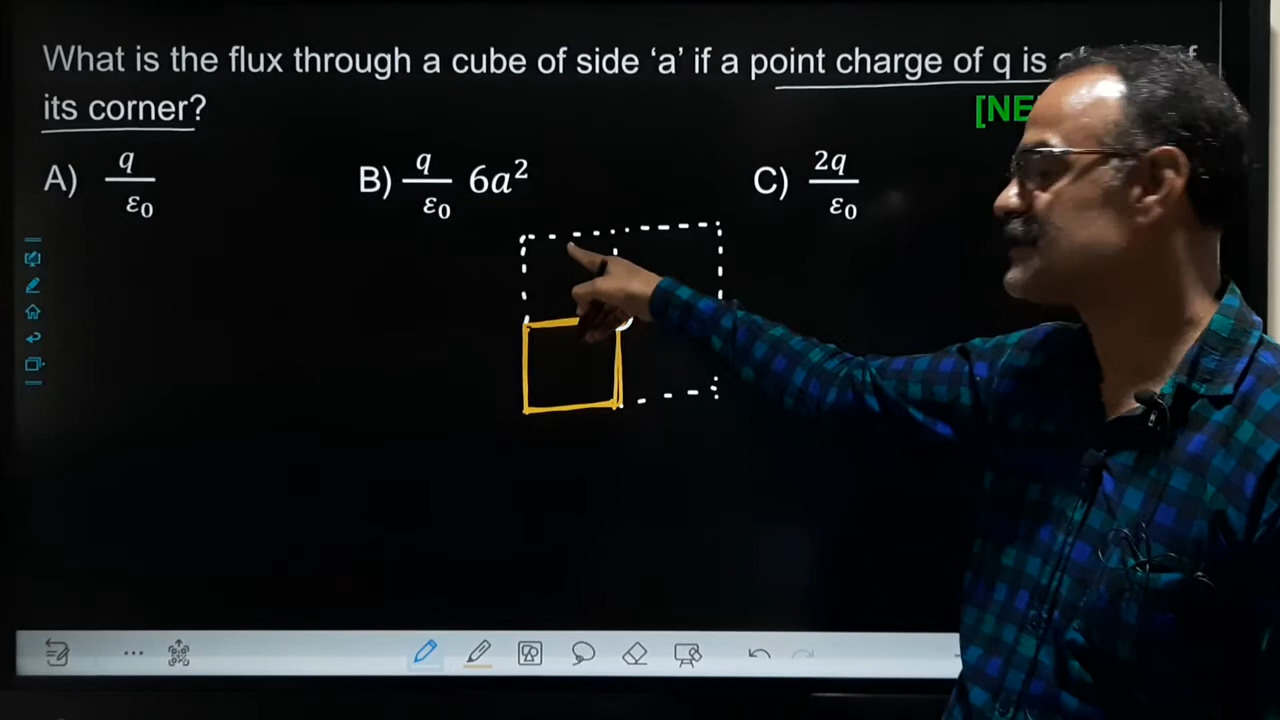 What is the flux through a cube of side ‘a’ if a point charge of q is
its corner?
[NE
A) q/ε₀ B) q/ε₀ 6a² C) 2q/ε₀